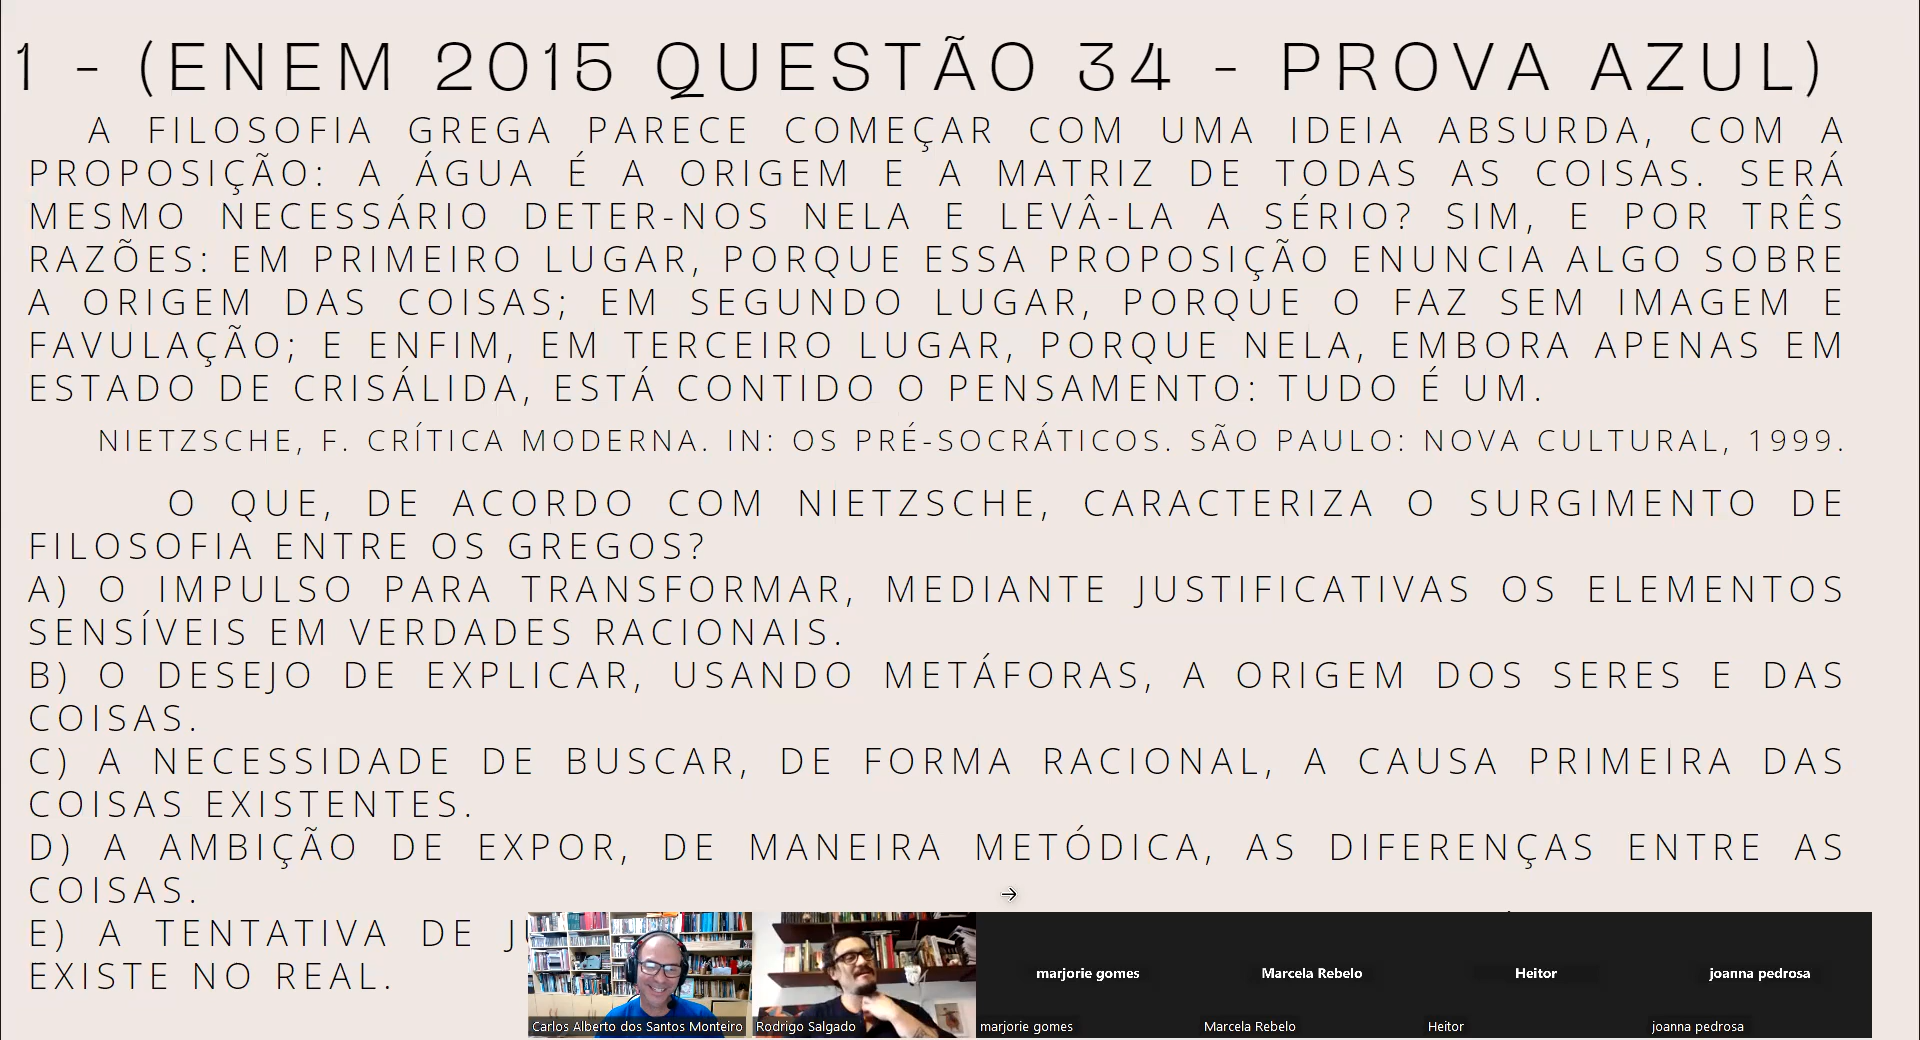 1 - (ENEM 2015 QUESTÃO 34 - PROVA AZUL)
A FILOSOFIA GREGA PARECE COMEÇAR COM UMA IDEIA ABSURDA, COM A
PROPOSIÇÃO: A ÁGUA É A ORIGEM E A MATRIZ DE TODAS AS COISAS. SERÁ
MESMO NECESSÁRIO DETER-NOS NELA E LEVÂ-LA A SÉRIO? SIM, E POR TRÊS
RAZÕES: EM PRIMEIRO LUGAR, PORQUE ESSA PROPOSIÇÃO ENUNCIA ALGO SOBRE
A ORIGEM DAS COISAS; EM SEGUNDO LUGAR, PORQUE O FAZ SEM IMAGEM E
FAVULAÇÃO; E ENFIM, EM TERCEIRO LUGAR, PORQUE NELA, EMBORA APENAS EM
ESTADO DE CRISÁLIDA, ESTÁ CONTIDO O PENSAMENTO: TUDO É UM.
NIETZSCHE, F. CRÍTICA MODERNA. IN: OS PRÉ-SOCRÁTICOS. SÃO PAULO: NOVA CULTURAL, 1999.
O QUE, DE ACORDO COM NIETZSCHE, CARACTERIZA O SURGIMENTO DE
FILOSOFIA ENTRE OS GREGOS?
A) O IMPULSO PARA TRANSFORMAR, MEDIANTE JUSTIFICATIVAS OS ELEMENTOS
SENSÍVEIS EM VERDADES RACIONAIS.
B) O DESEJO DE EXPLICAR, USANDO METÁFORAS, A ORIGEM DOS SERES E DAS
COISAS.
C) A NECESSIDADE DE BUSCAR, DE FORMA RACIONAL, A CAUSA PRIMEIRA DAS
COISAS EXISTENTES.
D) A AMBIÇÃO DE EXPOR, DE MANEIRA METÓDICA, AS DIFERENÇAS ENTRE AS
COISAS.
E) A TENTATIVA DE
EXISTE NO REAL.
marjorie gomes Marcela Rebelo Heitor joanna pedrosa
Carlos Alberto dos Santos Monteiro Rodrigo Salgado marjorie gomes Marcela Rebelo Heitor joanna pedrosa